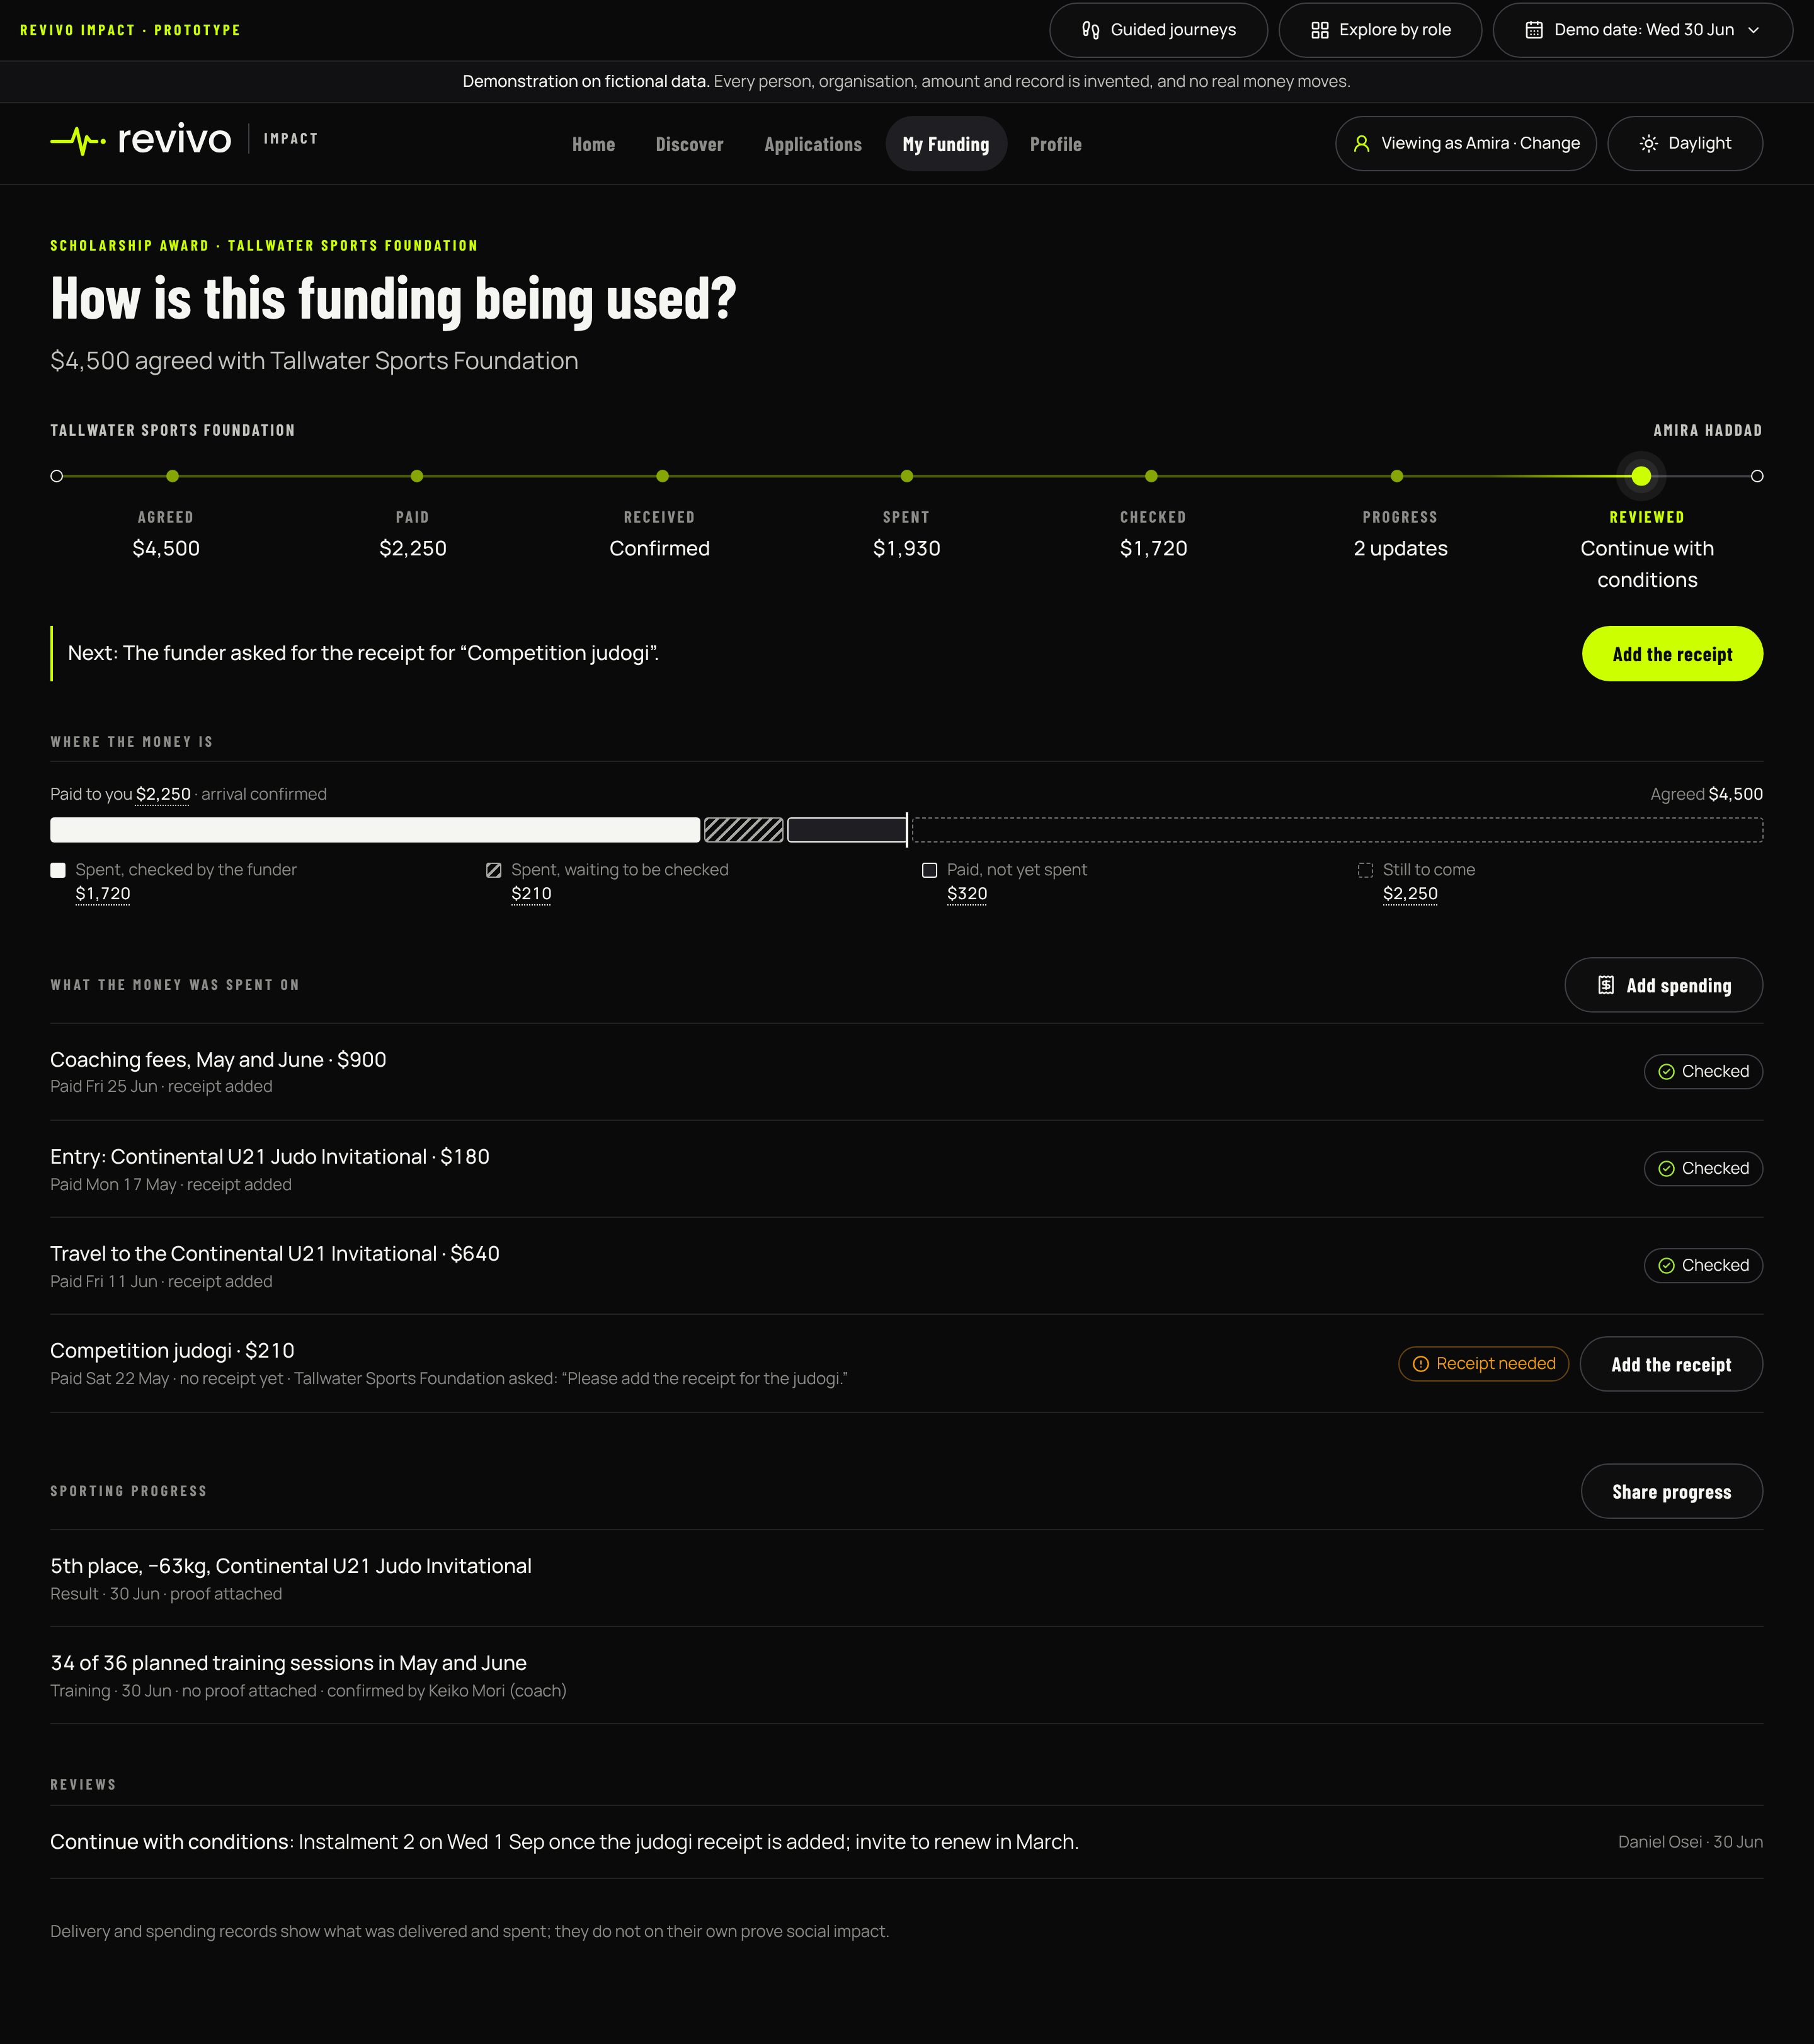 REVIVO IMPACT · PROTOTYPE
Guided journeys
Explore by role
Demo date: Wed 30 Jun
Demonstration on fictional data. Every person, organisation, amount and record is invented, and no real money moves.
revivo
IMPACT
Home
Discover
Applications
My Funding
Profile
Viewing as Amira · Change
Daylight
SCHOLARSHIP AWARD · TALLWATER SPORTS FOUNDATION
How is this funding being used?
$4,500 agreed with Tallwater Sports Foundation
TALLWATER SPORTS FOUNDATION
AMIRA HADDAD
AGREED
$4,500
PAID
$2,250
RECEIVED
Confirmed
SPENT
$1,930
CHECKED
$1,720
PROGRESS
2 updates
REVIEWED
Continue with
conditions
Next: The funder asked for the receipt for “Competition judogi”.
Add the receipt
WHERE THE MONEY IS
Paid to you $2,250 · arrival confirmed
Agreed $4,500
Spent, checked by the funder
$1,720
Spent, waiting to be checked
$210
Paid, not yet spent
$320
Still to come
$2,250
WHAT THE MONEY WAS SPENT ON
Add spending
Coaching fees, May and June · $900
Paid Fri 25 Jun · receipt added
Checked
Entry: Continental U21 Judo Invitational · $180
Paid Mon 17 May · receipt added
Checked
Travel to the Continental U21 Invitational · $640
Paid Fri 11 Jun · receipt added
Checked
Competition judogi · $210
Paid Sat 22 May · no receipt yet · Tallwater Sports Foundation asked: “Please add the receipt for the judogi.”
Receipt needed
Add the receipt
SPORTING PROGRESS
Share progress
5th place, −63kg, Continental U21 Judo Invitational
Result · 30 Jun · proof attached
34 of 36 planned training sessions in May and June
Training · 30 Jun · no proof attached · confirmed by Keiko Mori (coach)
REVIEWS
Continue with conditions: Instalment 2 on Wed 1 Sep once the judogi receipt is added; invite to renew in March.
Daniel Osei · 30 Jun
Delivery and spending records show what was delivered and spent; they do not on their own prove social impact.